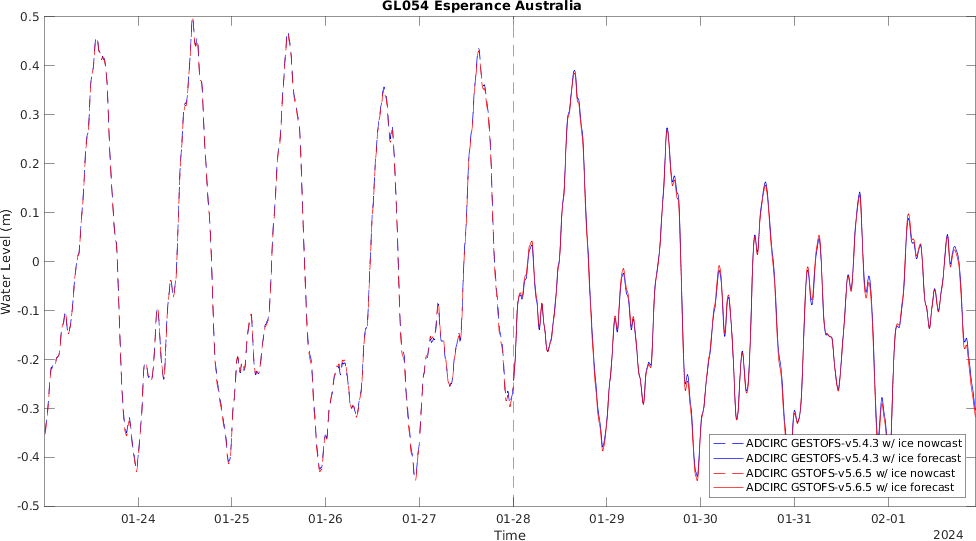 GL054 Esperance Australia
0.5
0.4
0.3
0.2
0.1
0
-0.1
-0.2
-0.3
-0.4
-0.5
Water Level (m)
ADCIRC GESTOFS-v5.4.3 w/ ice nowcast
ADCIRC GESTOFS-v5.4.3 w/ ice forecast
ADCIRC GSTOFS-v5.6.5 w/ ice nowcast
ADCIRC GSTOFS-v5.6.5 w/ ice forecast
01-24 01-25 01-26 01-27 01-28 01-29 01-30 01-31 02-01
Time
2024